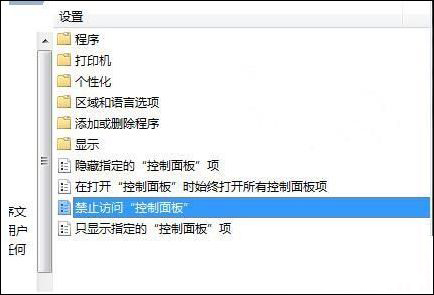 设置
程序
打印机
个性化
区域和语言选项
添加或删除程序
显示
隐藏指定的“控制面板”项
在打开“控制面板”时始终打开所有控制面板项
禁止访问“控制面板”
只显示指定的“控制面板”项
序文
用户
任何